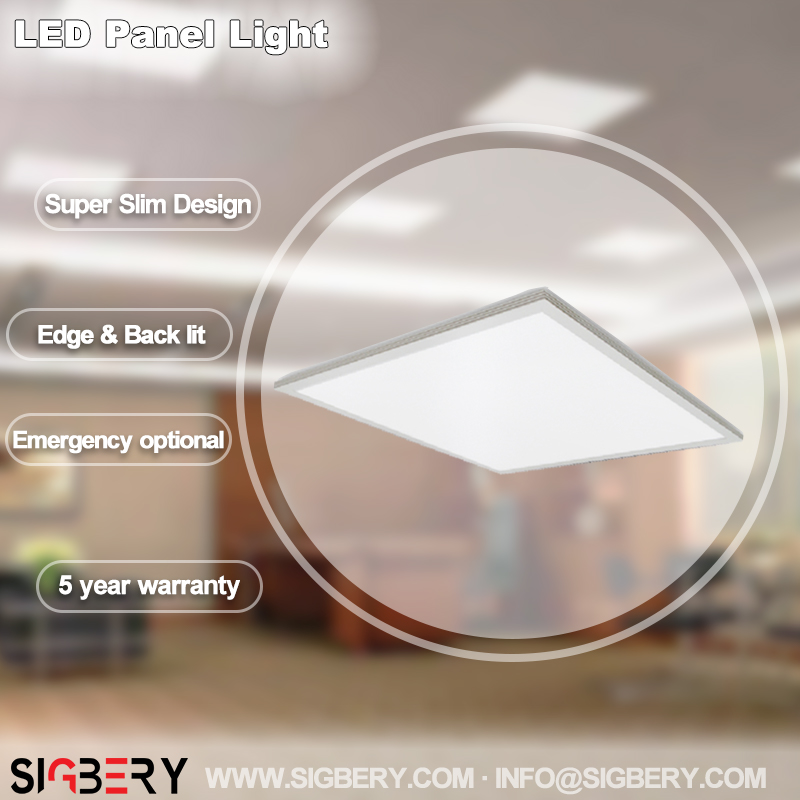 LED Panel Light
Super Slim Design
Edge & Back lit
Emergency optional
5 year warranty
SIGBERY WWW.SIGBERY.COM · INFO@SIGBERY.COM